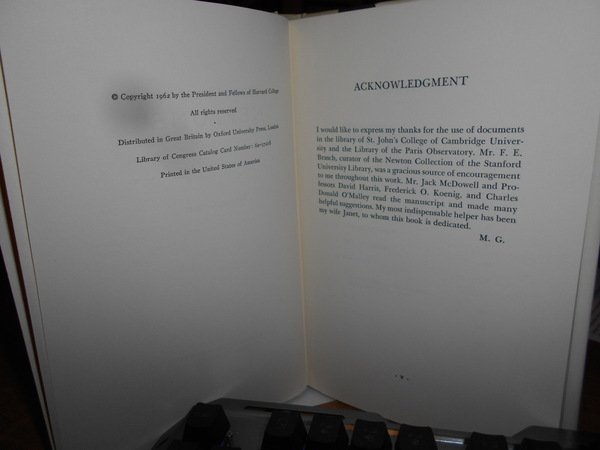 © Copyright 1962 by the President and Fellows of Harvard College
All rights reserved
Distributed in Great Britain by Oxford University Press, London
Library of Congress Catalog Card Number:
Printed in the United States of America
ACKNOWLEDGMENT
I would like to express my thanks for the use of documents
in the library of St. John's College of Cambridge Univer-
sity and the Library of the Paris Observatory. Mr. F. E.
Brasch, curator of the Newton Collection of the Stanford
University Library, was a gracious source of encouragement
to me throughout this work. Mr. Jack McDowell and Pro-
fessors David Harris, Frederick O. Koenig, and Charles
Donald O'Malley read the manuscript and made many
helpful suggestions. My most indispensable helper has been
my wife Janet, to whom this book is dedicated.
M. G.